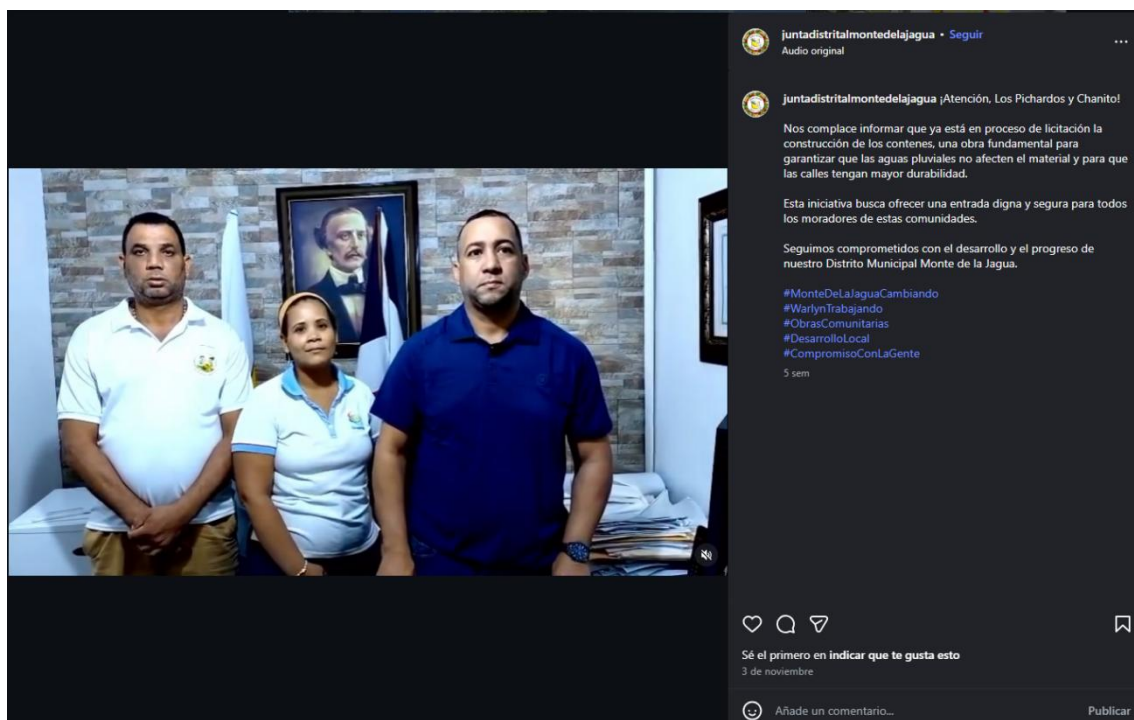 juntadistritalmontedelajagua • Seguir
Audio original
juntadistritalmontedelajagua ¡Atención, Los Pichardos y Chanito!
Nos complace informar que ya está en proceso de licitación la
construcción de los contenes, una obra fundamental para
garantizar que las aguas pluviales no afecten el material y para que
las calles tengan mayor durabilidad.
Esta iniciativa busca ofrecer una entrada digna y segura para todos
los moradores de estas comunidades.
Seguimos comprometidos con el desarrollo y el progreso de
nuestro Distrito Municipal Monte de la Jagua.
#MonteDeLaJaguaCambiando
#WarlynTrabajando
#ObrasComunitarias
#DesarrolloLocal
#CompromisoConLaGente
5 sem
Sé el primero en indicar que te gusta esto
3 de noviembre
Añade un comentario...
Publicar